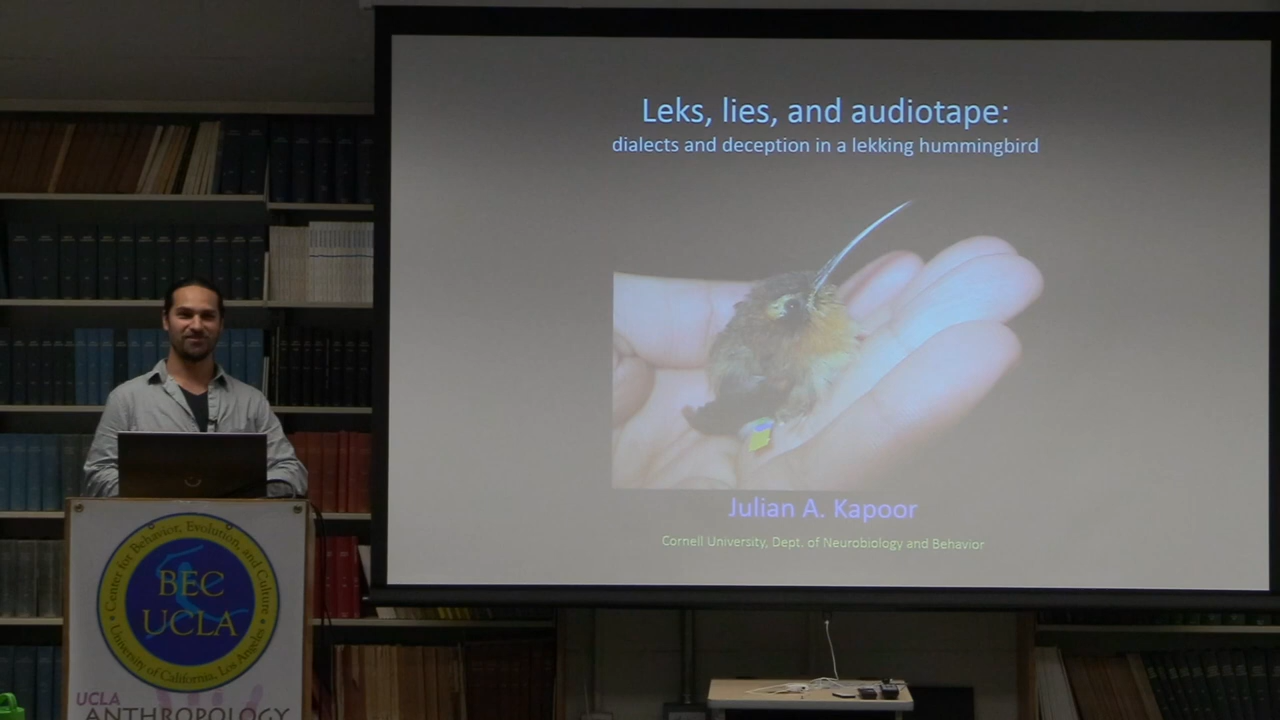 Leks, lies, and audiotape:
dialects and deception in a lekking hummingbird
Julian A. Kapoor
Cornell University, Dept. of Neurobiology and Behavior
Center for Behavior, Evolution, and Culture
BEC
UCLA
University of California, Los Angeles
UCLA
ANTHROPOLOGY